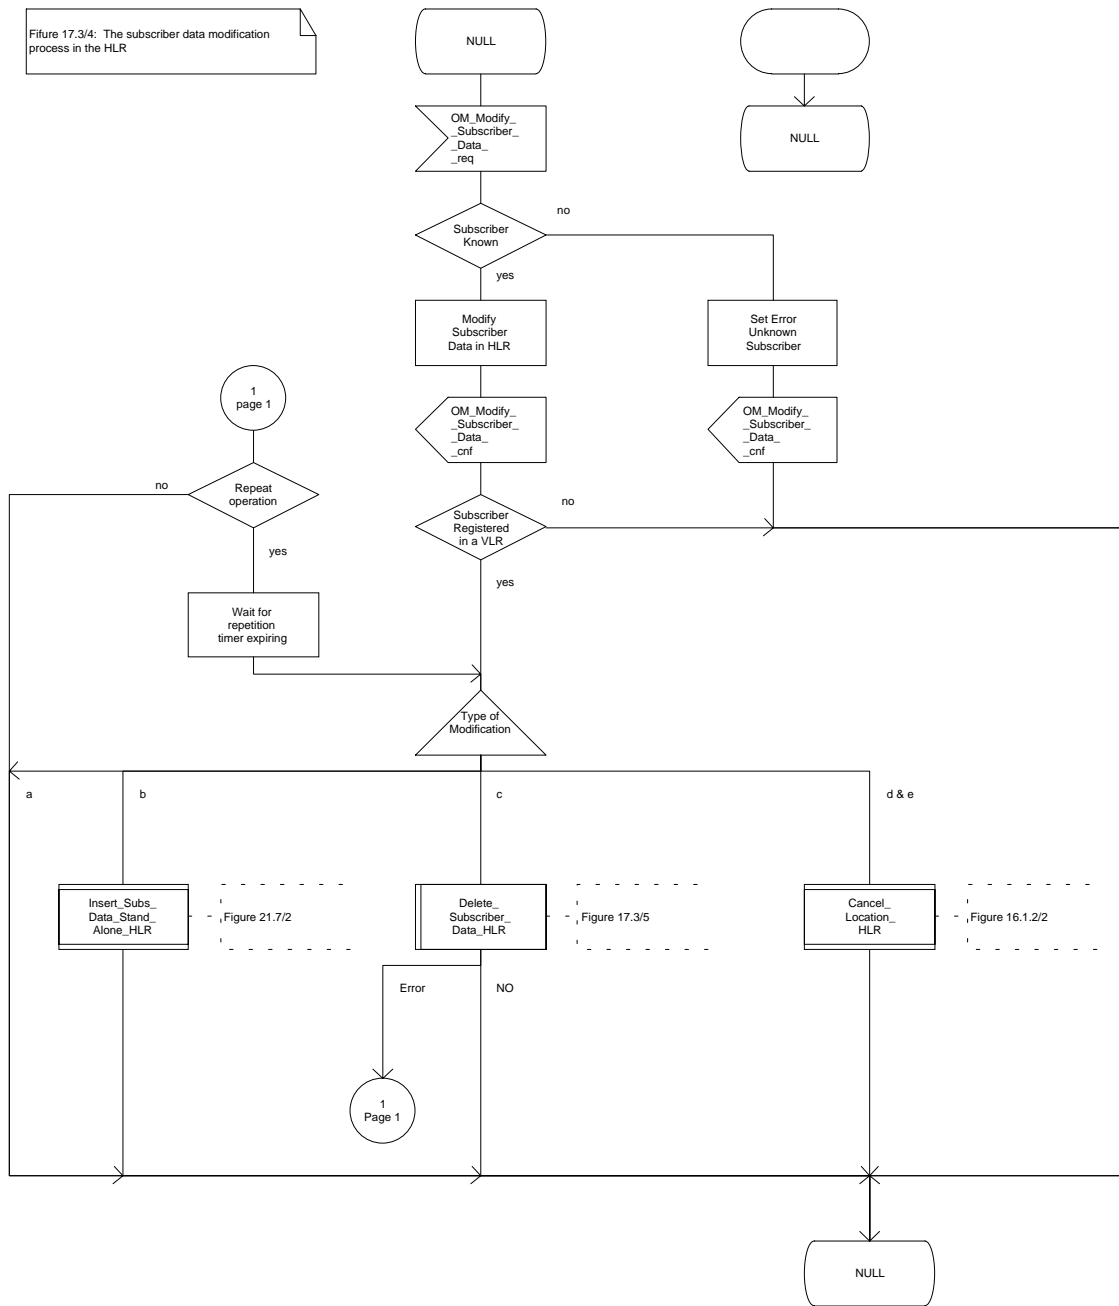 Fifure 17.3/4:  The subscriber data modification
process in the HLR
NULL
NULL
OM_Modify_
_Subscriber_
_Data_
_req
Subscriber
Known
no
yes
Modify
Subscriber
Data in HLR
Set Error
Unknown
Subscriber
1
page 1
OM_Modify_
_Subscriber_
_Data_
_cnf
OM_Modify_
_Subscriber_
_Data_
_cnf
Repeat
operation
no
yes
Subscriber
Registered
in a VLR
no
yes
Wait for
repetition
timer expiring
Type of
Modification
a
b
c
d & e
Insert_Subs_
Data_Stand_
Alone_HLR
Figure 21.7/2
Delete_
Subscriber_
Data_HLR
Figure 17.3/5
Cancel_
Location_
HLR
Figure 16.1.2/2
Error
NO
1
Page 1
NULL